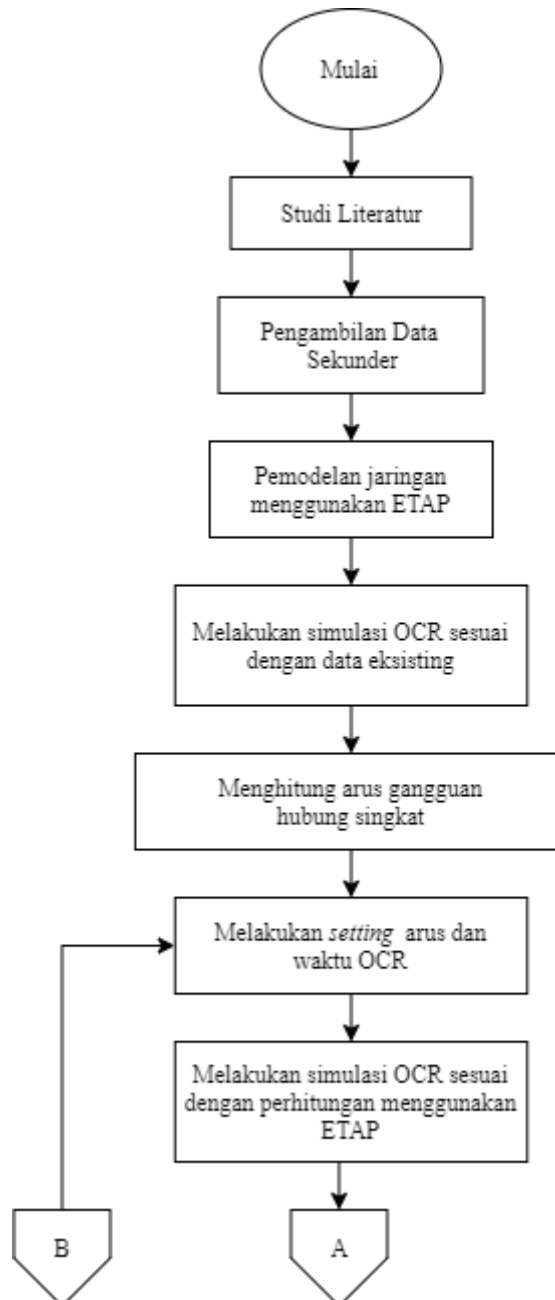 Mulai
Studi Literatur
Pengambilan Data
Sekunder
Pemodelan jaringan
menggunakan ETAP
Melakukan simulasi OCR sesuai
dengan data eksisting
Menghitung arus gangguan
hubung singkat
Melakukan setting arus dan
waktu OCR
Melakukan simulasi OCR sesuai
dengan perhitungan menggunakan
ETAP
B
A